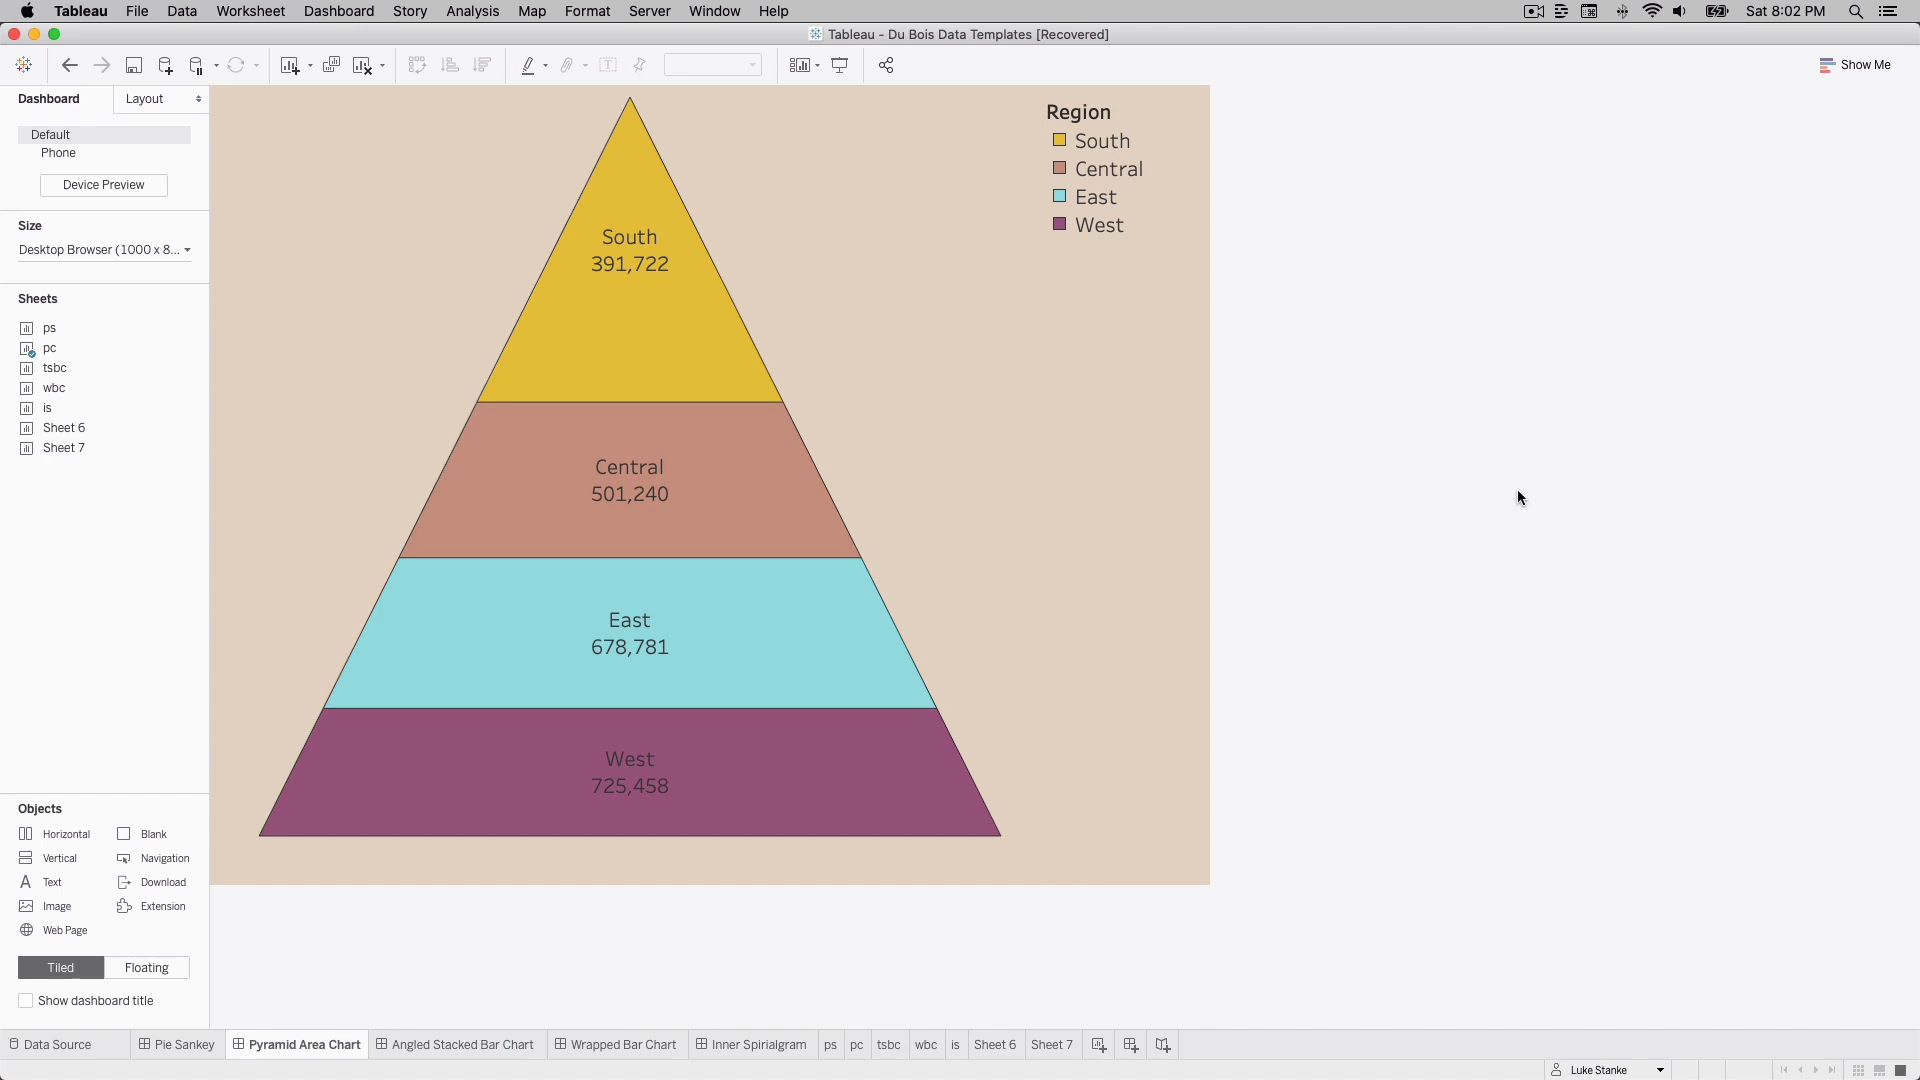 Tableau File Data Worksheet Dashboard Story Analysis Map Format Server Window Help Sat 8:02 PM
Tableau - Du Bois Data Templates [Recovered]
Show Me
Dashboard Layout
Default
Phone
Device Preview
Size
Desktop Browser (1000 x 8...
Sheets
ps
pc
tsbc
wbc
is
Sheet 6
Sheet 7
Objects
Horizontal Blank
Vertical Navigation
Text Download
Image Extension
Web Page
Tiled Floating
Show dashboard title
South
391,722
Central
501,240
East
678,781
West
725,458
Region
South
Central
East
West
Data Source Pie Sankey Pyramid Area Chart Angled Stacked Bar Chart Wrapped Bar Chart Inner Spirialgram ps pc tsbc wbc is Sheet 6 Sheet 7
Luke Stanke